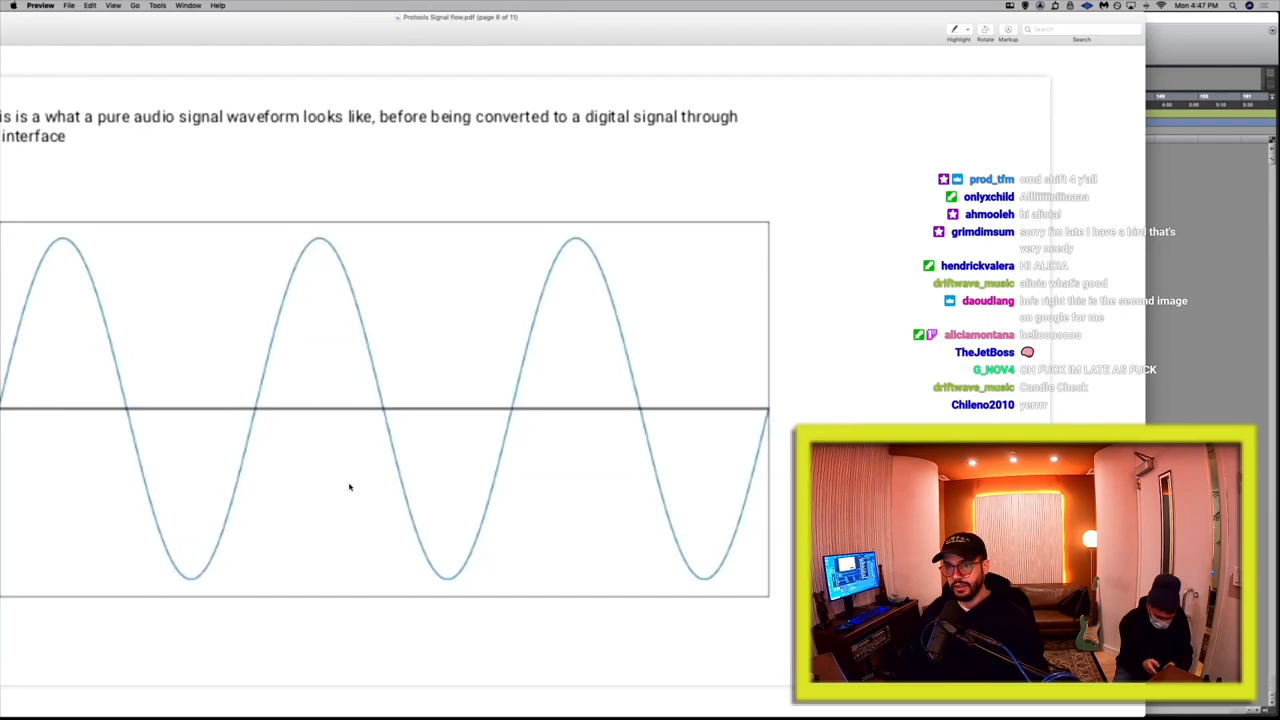 Preview File Edit View Go Tools Window Help
Mon 4:47 PM
Protools Signal flow.pdf (page 8 of 11)
Highlight Rotate Markup Search
Search
is is a what a pure audio signal waveform looks like, before being converted to a digital signal through
interface
prod_tfm cmd shift 4 y'all
onlyxchild
ahmooleh hi alicia!
grimdimsum sorry I'm late I have a bird that's
very needy
hendrickvalera HI ALICIA
driftwave_music alicia what's good
daoudlang he's right this is the second image
on google for me
aliciamontana
TheJetBoss
G_NOV4 OH FUCK IM LATE AS FUCK
driftwave_music Candle Check
Chileno2010 yerrrr